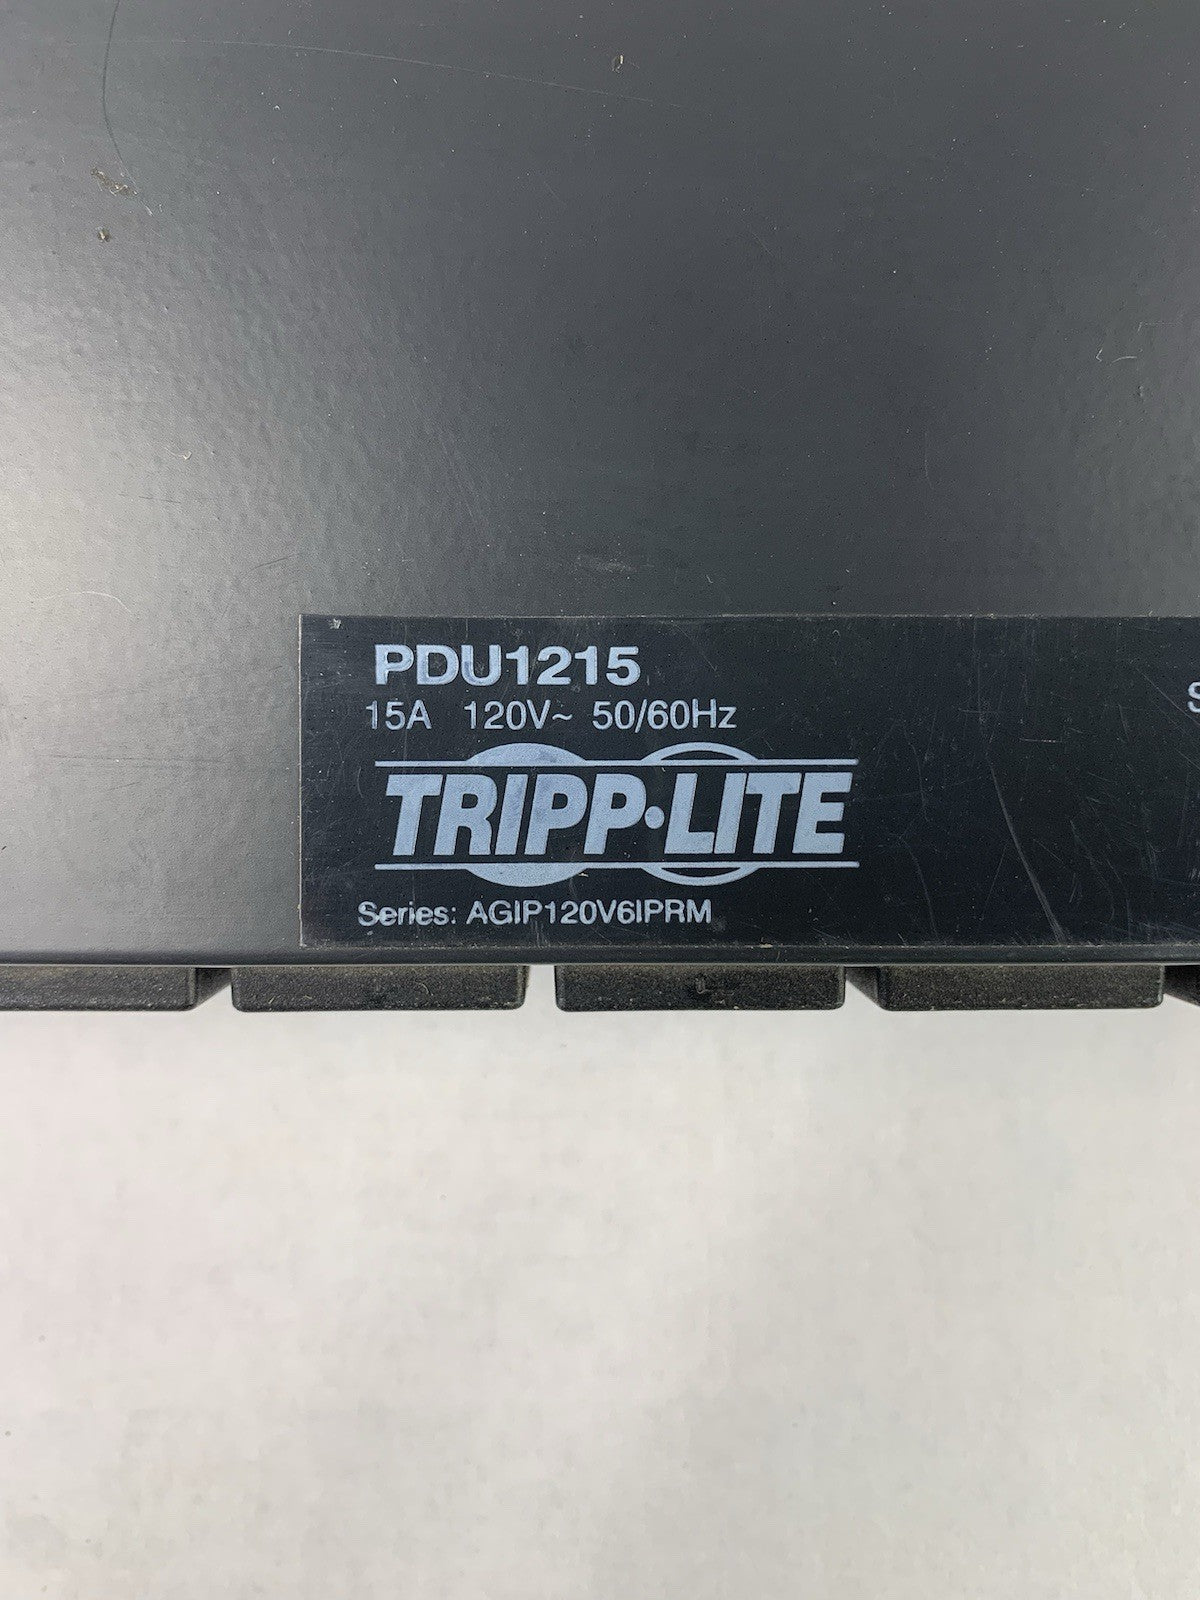 PDU1215
15A 120V~ 50/60Hz
TRIPP·LITE
Series: AGIP120V6IPRM